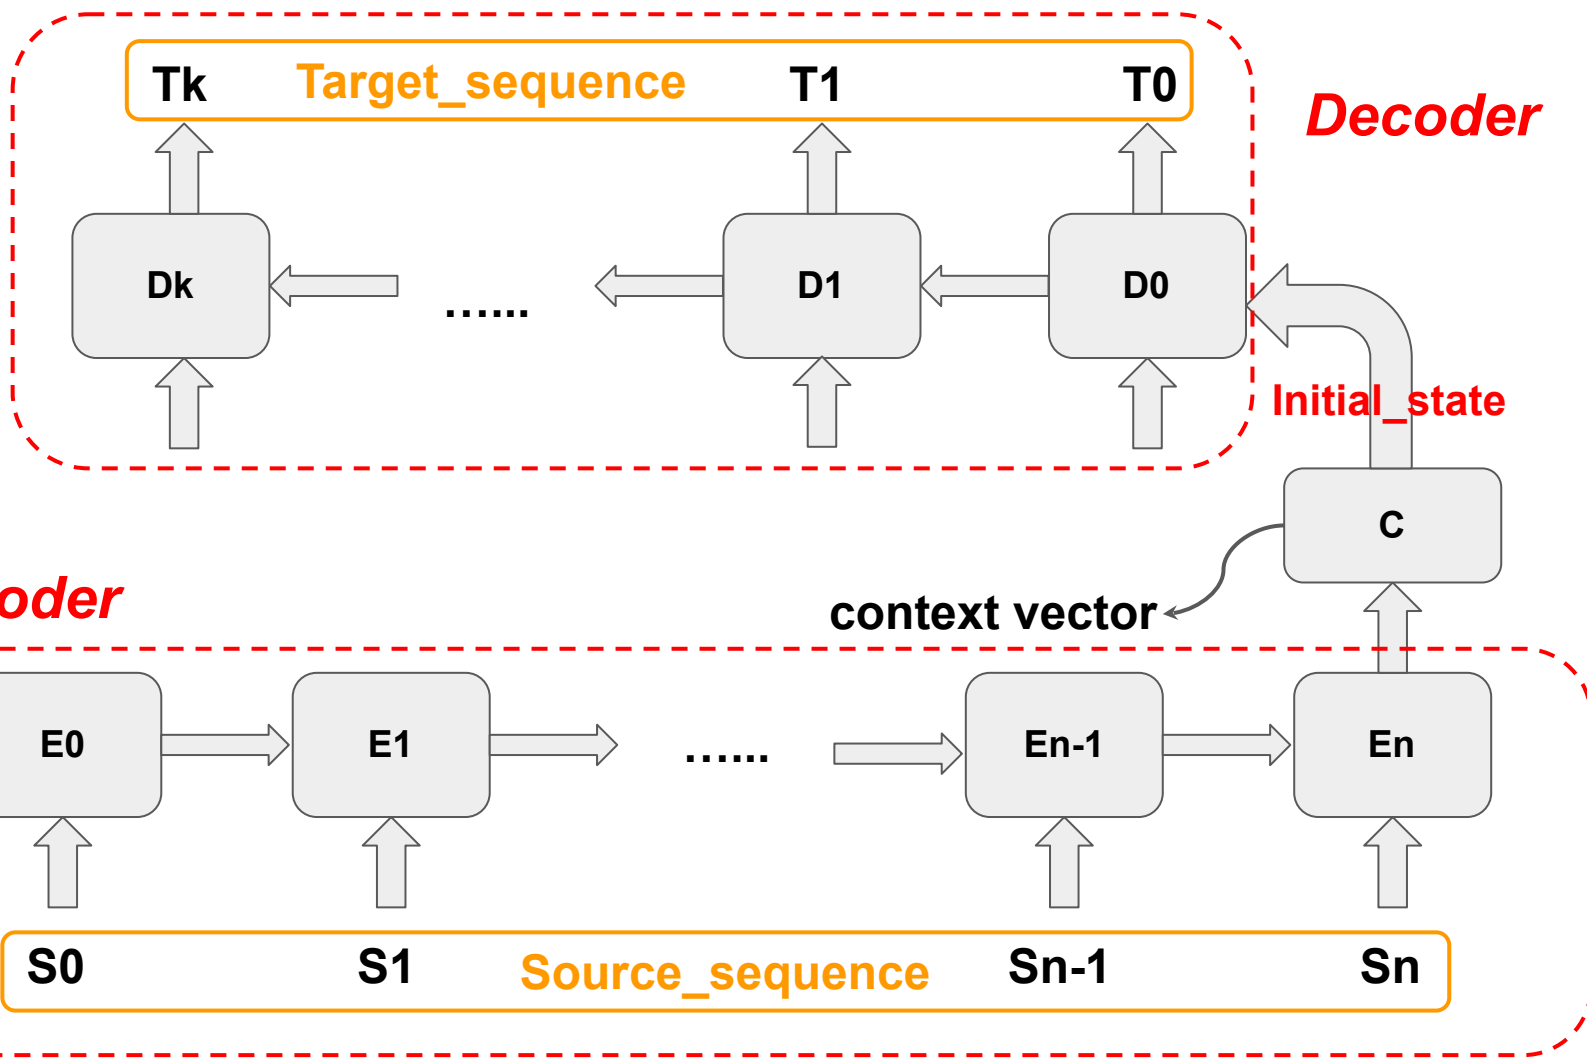 Tk Target_sequence T1 T0
Decoder
Dk D1 D0
…...
Initial_state
C
oder
context vector
E0 E1 …... En-1 En
S0 S1 Source_sequence Sn-1 Sn